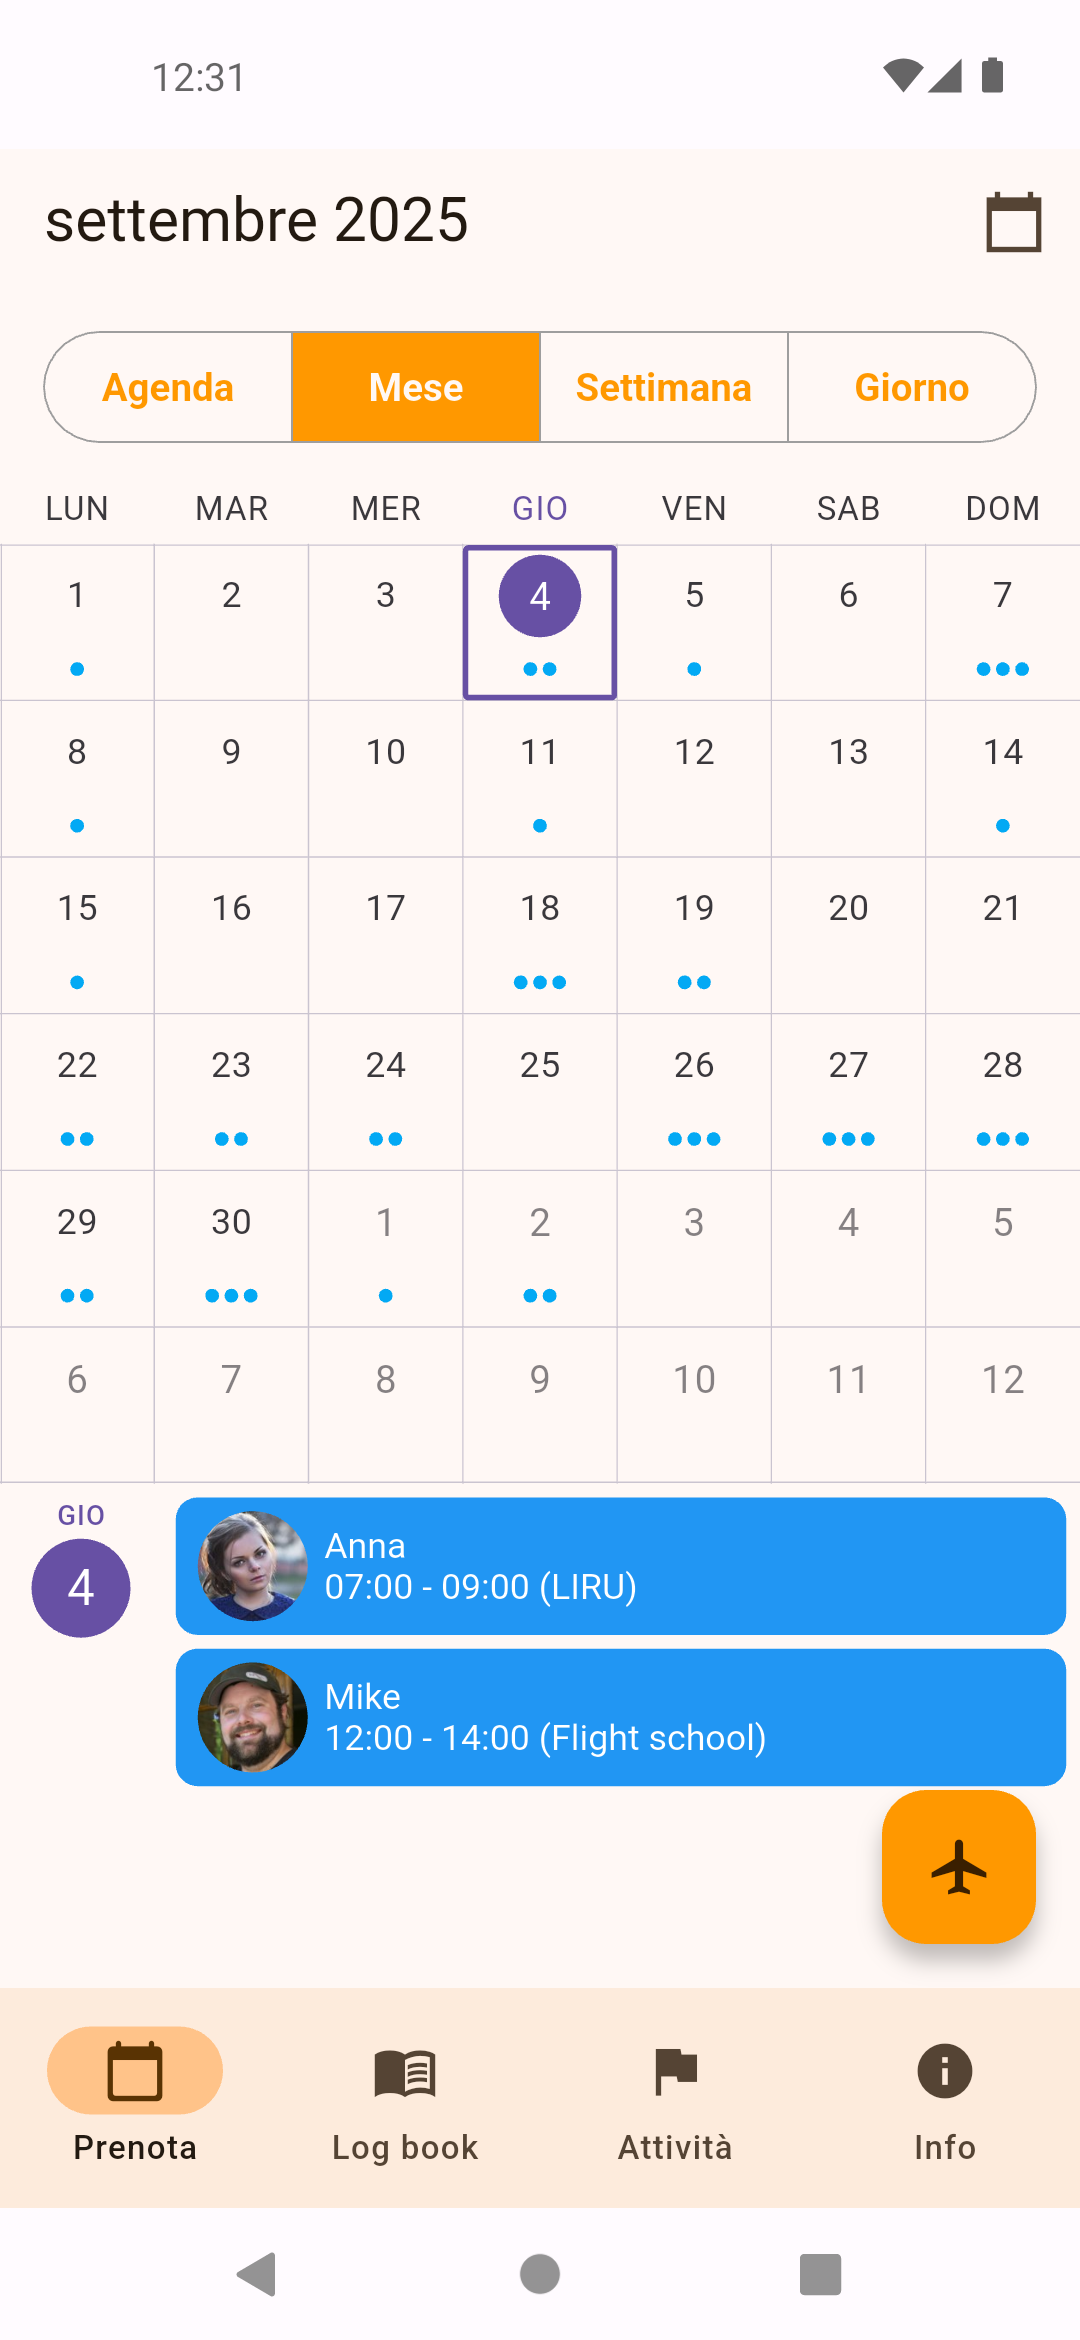 12:31
settembre 2025
Agenda Mese Settimana Giorno
LUN MAR MER GIO VEN SAB DOM
1 2 3 4 5 6 7
8 9 10 11 12 13 14
15 16 17 18 19 20 21
22 23 24 25 26 27 28
29 30 1 2 3 4 5
6 7 8 9 10 11 12
GIO
4
Anna
07:00 - 09:00 (LIRU)
Mike
12:00 - 14:00 (Flight school)
Prenota Log book Attività Info